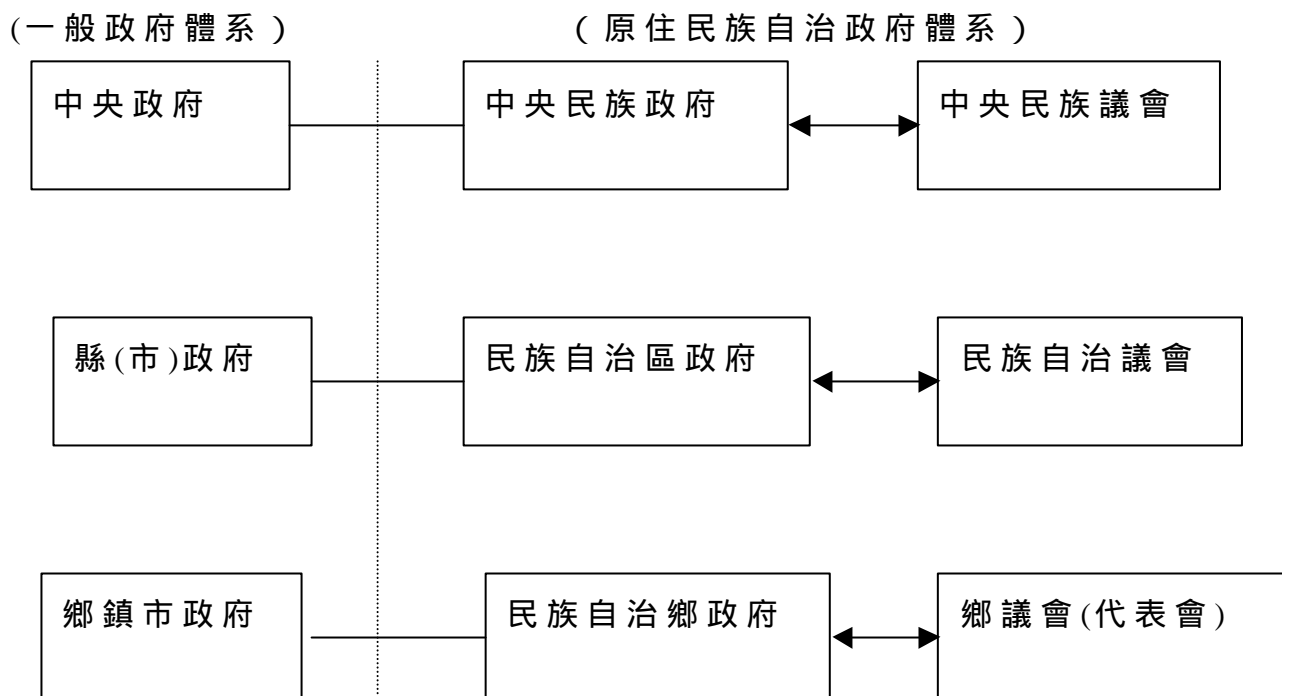 (一般政府體系) (原住民族自治政府體系)
中央政府 中央民族政府 中央民族議會
縣(市)政府 民族自治區政府 民族自治議會
鄉鎮市政府 民族自治鄉政府 鄉議會(代表會)